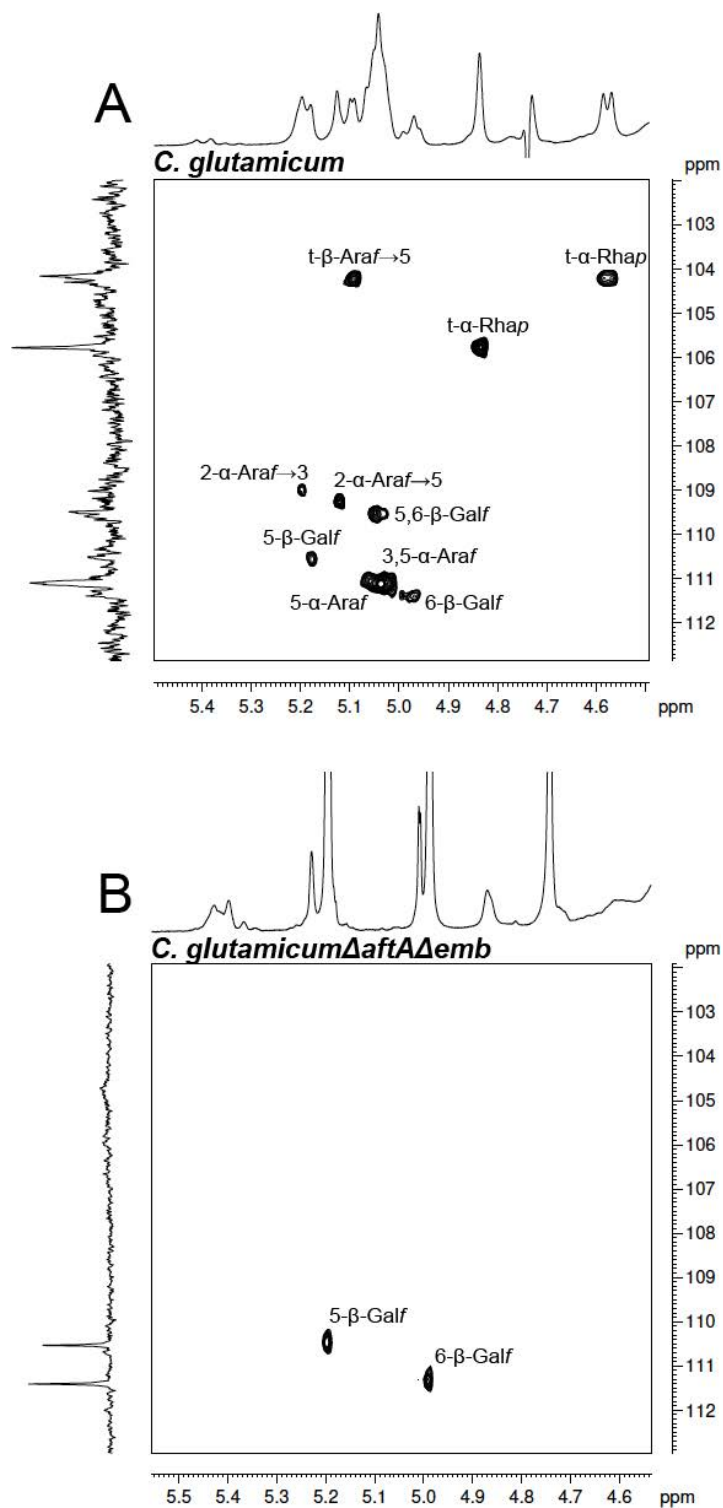 A
C. glutamicum
ppm
103
104
105
106
107
108
109
110
111
112
t-β-Araf→5
t-α-Rhap
t-α-Rhap
2-α-Araf→3
2-α-Araf→5
5,6-β-Galf
5-β-Galf
3,5-α-Araf
5-α-Araf
6-β-Galf
5.4 5.3 5.2 5.1 5.0 4.9 4.8 4.7 4.6 ppm
B
C. glutamicumΔaftAΔemb
ppm
103
104
105
106
107
108
109
110
111
112
5-β-Galf
6-β-Galf
5.5 5.4 5.3 5.2 5.1 5.0 4.9 4.8 4.7 4.6 ppm